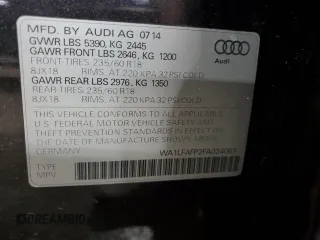 MFD. BY AUDI AG 07/14
GVWR LBS 5390, KG 2445
GAWR FRONT LBS 2646, KG 1200
FRONT TIRES 235/60 R18
8JX18 RIMS, AT 220 KPA/32 PSI COLD
GAWR REAR LBS 2976, KG 1350
REAR TIRES 235/60 R18
8JX18 RIMS, AT 220 KPA/32 PSI COLD
THIS VEHICLE CONFORMS TO ALL APPLICABLE
U.S. FEDERAL MOTOR VEHICLE SAFETY AND
THEFT PREVENTION STANDARDS IN EFFECT ON
THE DATE OF MANUFACTURE SHOWN ABOVE.
GERMANY
TYPE: MPV
Audi